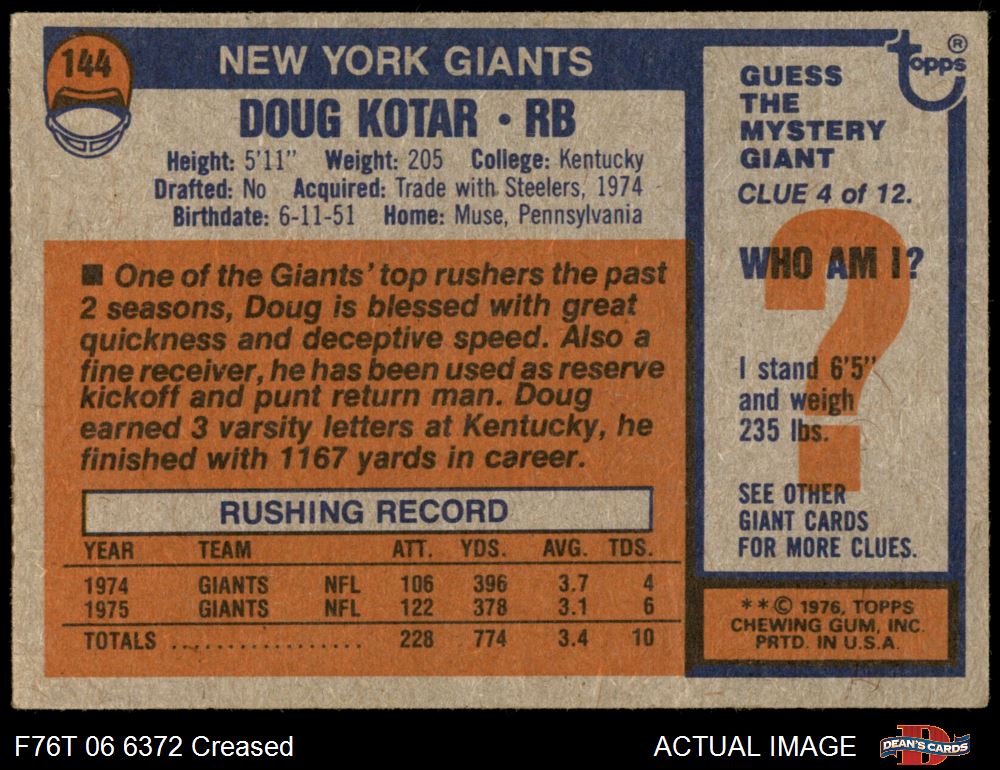 144
NEW YORK GIANTS
DOUG KOTAR • RB
Height: 5'11" Weight: 205 College: Kentucky
Drafted: No Acquired: Trade with Steelers, 1974
Birthdate: 6-11-51 Home: Muse, Pennsylvania
■ One of the Giants' top rushers the past
2 seasons, Doug is blessed with great
quickness and deceptive speed. Also a
fine receiver, he has been used as reserve
kickoff and punt return man. Doug
earned 3 varsity letters at Kentucky, he
finished with 1167 yards in career.
RUSHING RECORD
YEAR TEAM ATT. YDS. AVG. TDS.
1974 GIANTS NFL 106 396 3.7 4
1975 GIANTS NFL 122 378 3.1 6
TOTALS ................. 228 774 3.4 10
topps ®
GUESS
THE
MYSTERY
GIANT
CLUE 4 of 12.
WHO AM I?
?
I stand 6'5"
and weigh
235 lbs.
SEE OTHER
GIANT CARDS
FOR MORE CLUES.
**© 1976, TOPPS
CHEWING GUM, INC.
PRTD. IN U.S.A.
F76T 06 6372 Creased
ACTUAL IMAGE
D
DEAN'S CARDS